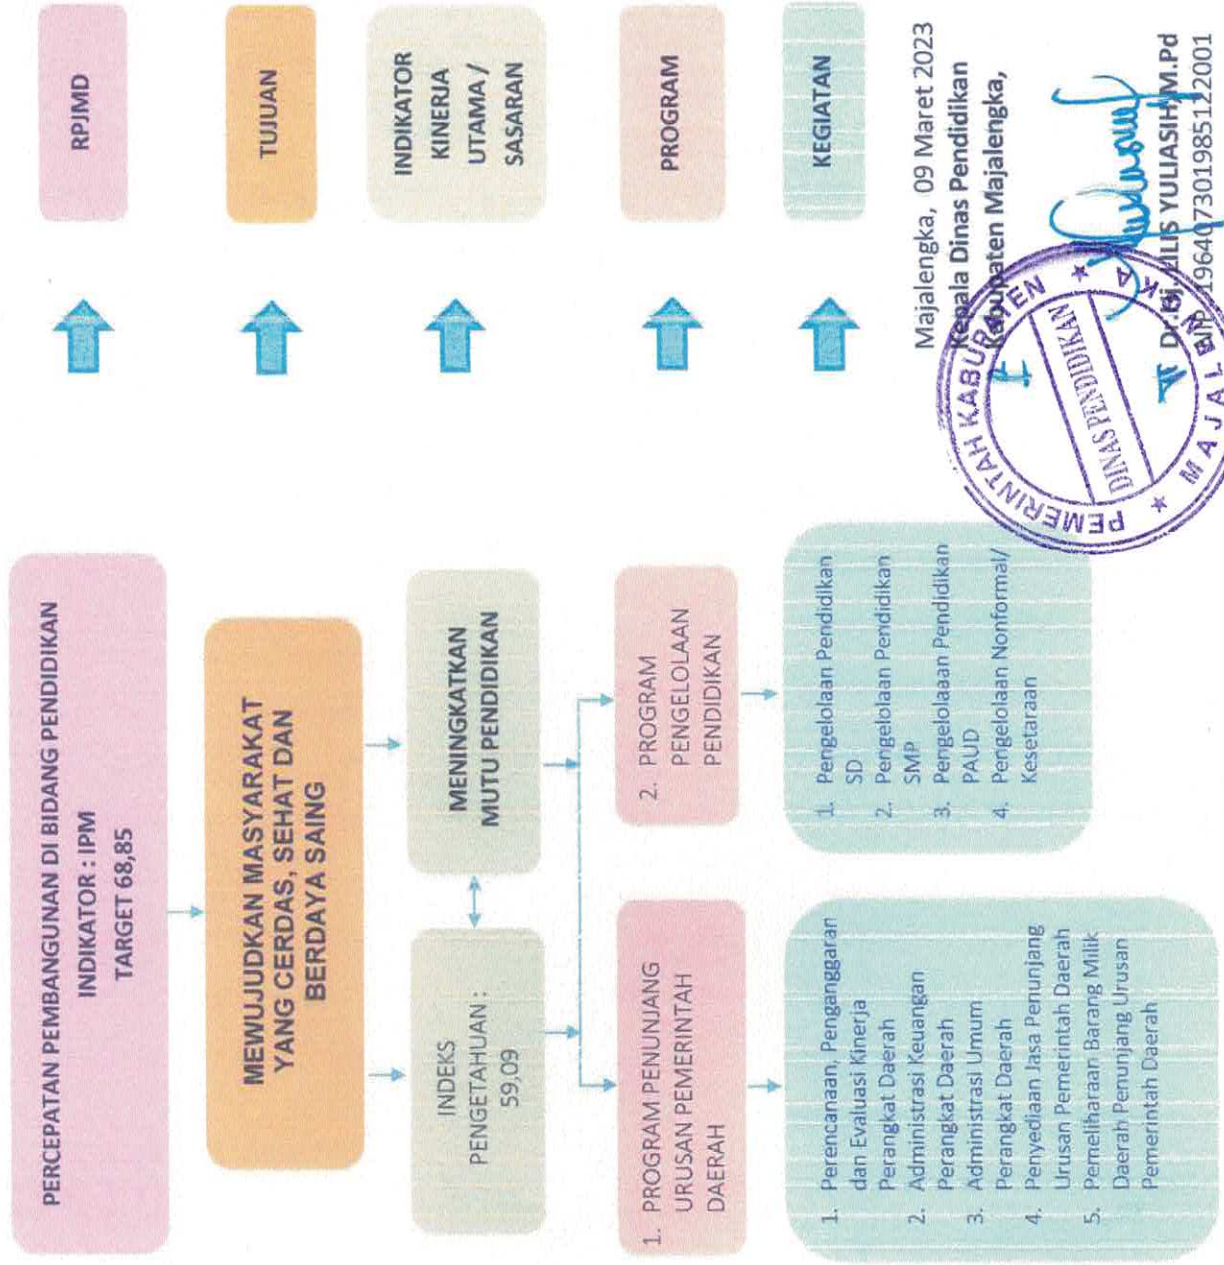 PERCEPATAN PEMBANGUNAN DI BIDANG PENDIDIKAN
INDIKATOR : IPM
TARGET 68,85
RPJMD
MEWUJUDKAN MASYARAKAT
YANG CERDAS, SEHAT DAN
BERDAYA SAING
TUJUAN
INDEKS
PENGETAHUAN :
59,09
MENINGKATKAN
MUTU PENDIDIKAN
INDIKATOR
KINERJA
UTAMA /
SASARAN
1. PROGRAM PENUNJANG
URUSAN PEMERINTAH
DAERAH
2. PROGRAM
PENGELOLAAN
PENDIDIKAN
PROGRAM
1. Perencanaan, Penganggaran
dan Evaluasi Kinerja
Perangkat Daerah
2. Administrasi Keuangan
Perangkat Daerah
3. Administrasi Umum
Perangkat Daerah
4. Penyediaan Jasa Penunjang
Urusan Pemerintah Daerah
5. Pemeliharaan Barang Milik
Daerah Penunjang Urusan
Pemerintah Daerah
1. Pengelolaan Pendidikan
SD
2. Pengelolaan Pendidikan
SMP
3. Pengelolaaan Pendidikan
PAUD
4. Pengelolaan Nonformal/
Kesetaraan
KEGIATAN
Majalengka, 09 Maret 2023
Kepala Dinas Pendidikan
Kabupaten Majalengka,
PEMERINTAH KABUPATEN
DINAS PENDIDIKAN
MAJALENGKA
LILIS YULIASIH, M.Pd
NIP. 196407301985122001